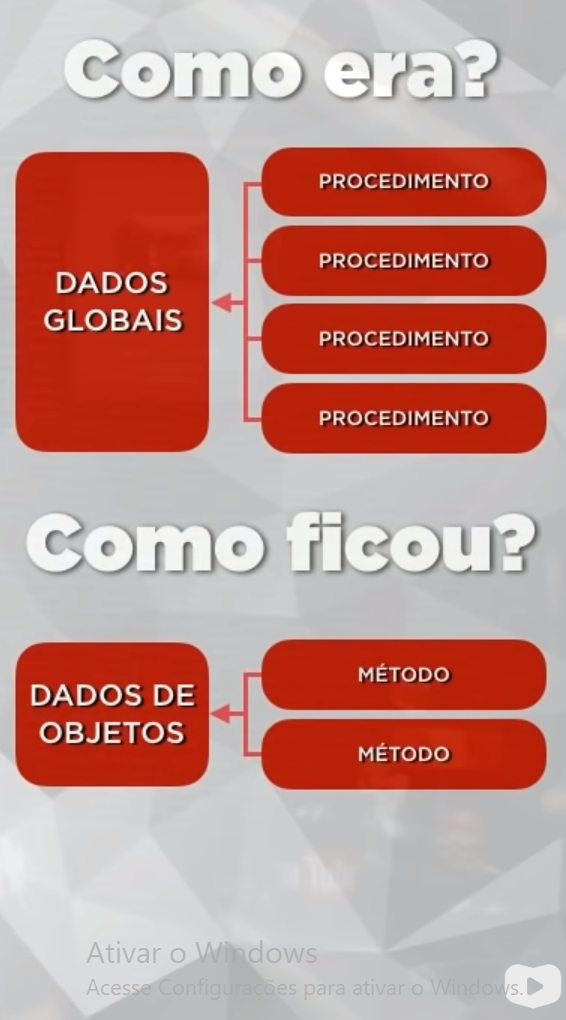 Como era?
DADOS
GLOBAIS
PROCEDIMENTO
PROCEDIMENTO
PROCEDIMENTO
PROCEDIMENTO
Como ficou?
DADOS DE
OBJETOS
MÉTODO
MÉTODO
Ativar o Windows
Acesse Configurações para ativar o Windows.